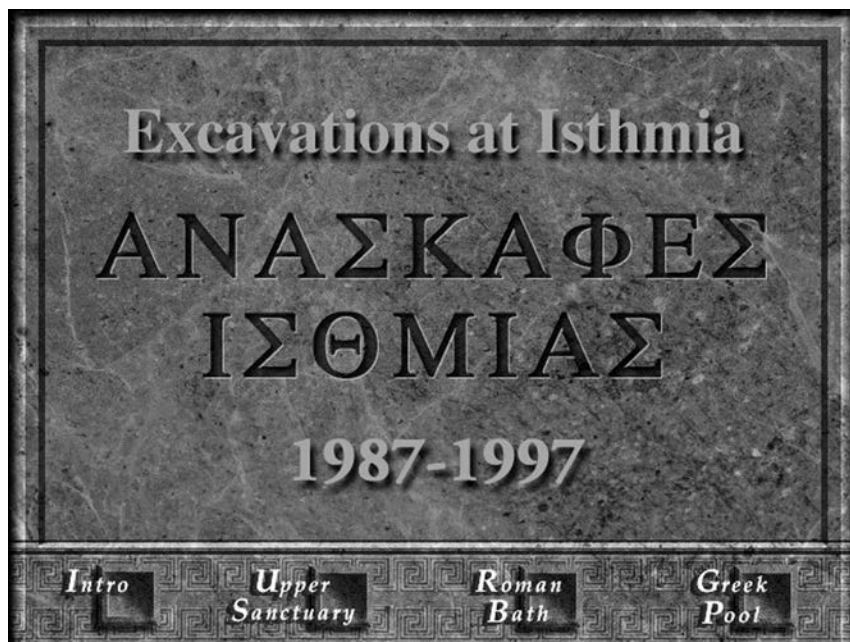 Excavations at Isthmia
ΑΝΑΣΚΑΦΕΣ
ΙΣΘΜΙΑΣ
1987-1997
Intro
Upper
Sanctuary
Roman
Bath
Greek
Pool